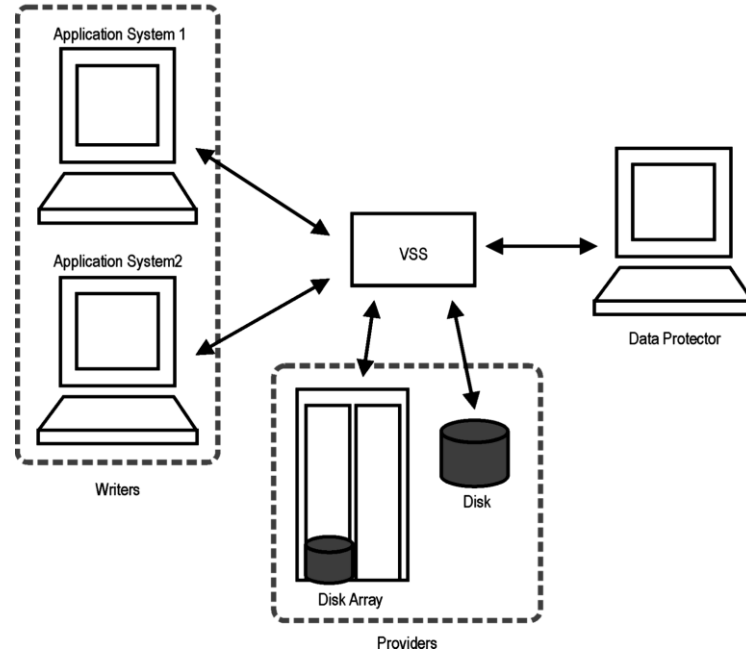 Application System 1
Application System2
Writers
VSS
Data Protector
Disk
Disk Array
Providers